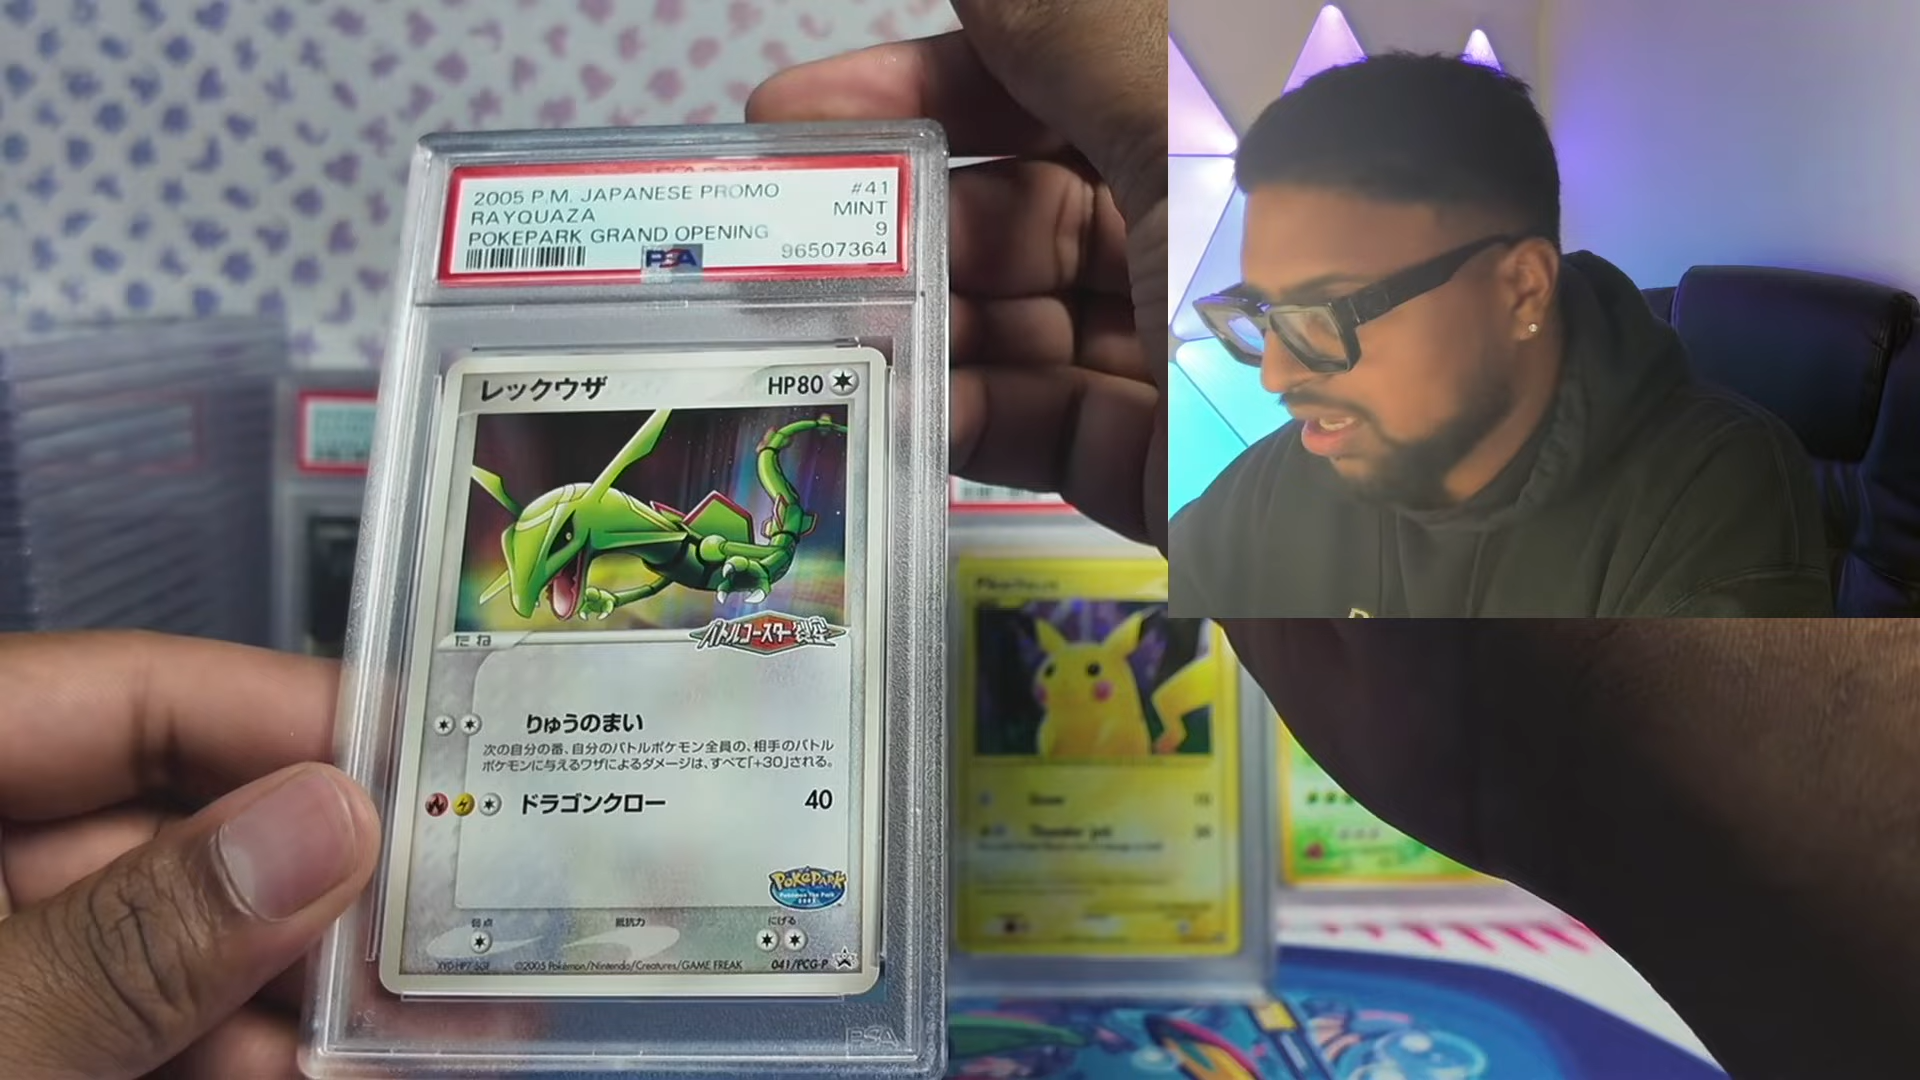 2005 P.M. JAPANESE PROMO #41
RAYQUAZA MINT
POKEPARK GRAND OPENING 9
PSA 96507364
レックウザ HP80
たね バトルコースター裂空
りゅうのまい
次の自分の番、自分のバトルポケモン全員の、相手のバトル
ポケモンに与えるワザによるダメージは、すべて「+30」される。
ドラゴンクロー 40
POKÉPARK
弱点 抵抗力 にげる
©2005 Pokémon/Nintendo/Creatures/GAME FREAK 041/PCG-P
PSA